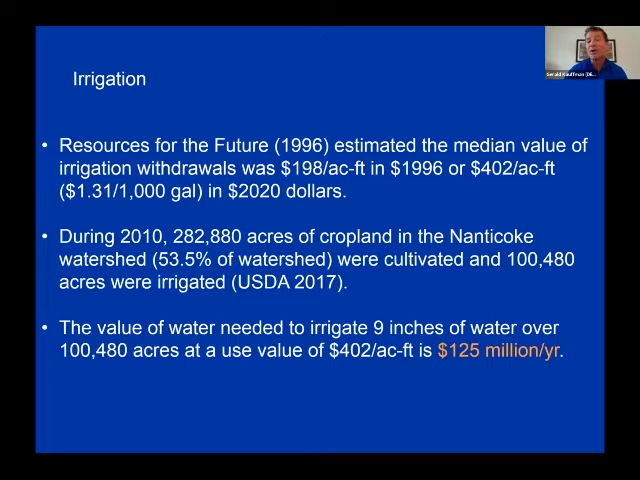 Gerald Kauffman (DE...
Irrigation
• Resources for the Future (1996) estimated the median value of
irrigation withdrawals was $198/ac-ft in $1996 or $402/ac-ft
($1.31/1,000 gal) in $2020 dollars.
• During 2010, 282,880 acres of cropland in the Nanticoke
watershed (53.5% of watershed) were cultivated and 100,480
acres were irrigated (USDA 2017).
• The value of water needed to irrigate 9 inches of water over
100,480 acres at a use value of $402/ac-ft is $125 million/yr.